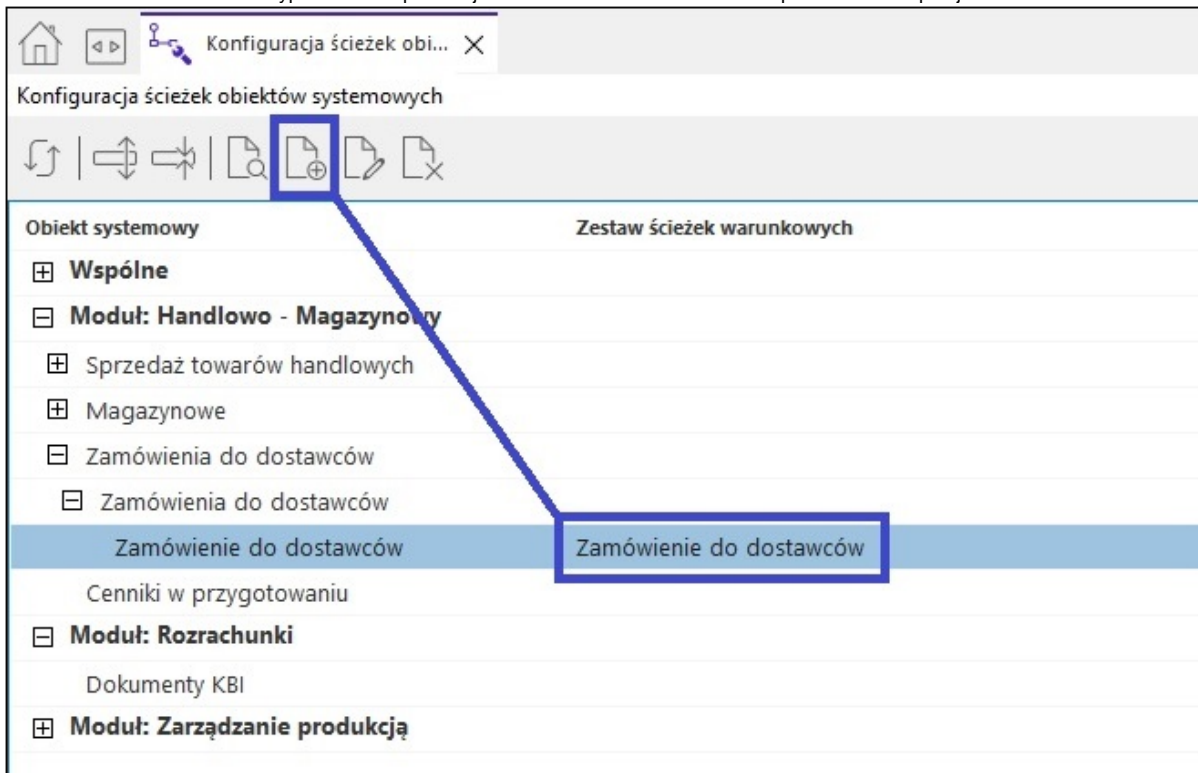 Konfiguracja ścieżek obi...
Konfiguracja ścieżek obiektów systemowych
Obiekt systemowy Zestaw ścieżek warunkowych
Wspólne
Moduł: Handlowo - Magazynowy
Sprzedaż towarów handlowych
Magazynowe
Zamówienia do dostawców
Zamówienia do dostawców
Zamówienie do dostawców Zamówienie do dostawców
Cenniki w przygotowaniu
Moduł: Rozrachunki
Dokumenty KBI
Moduł: Zarządzanie produkcją